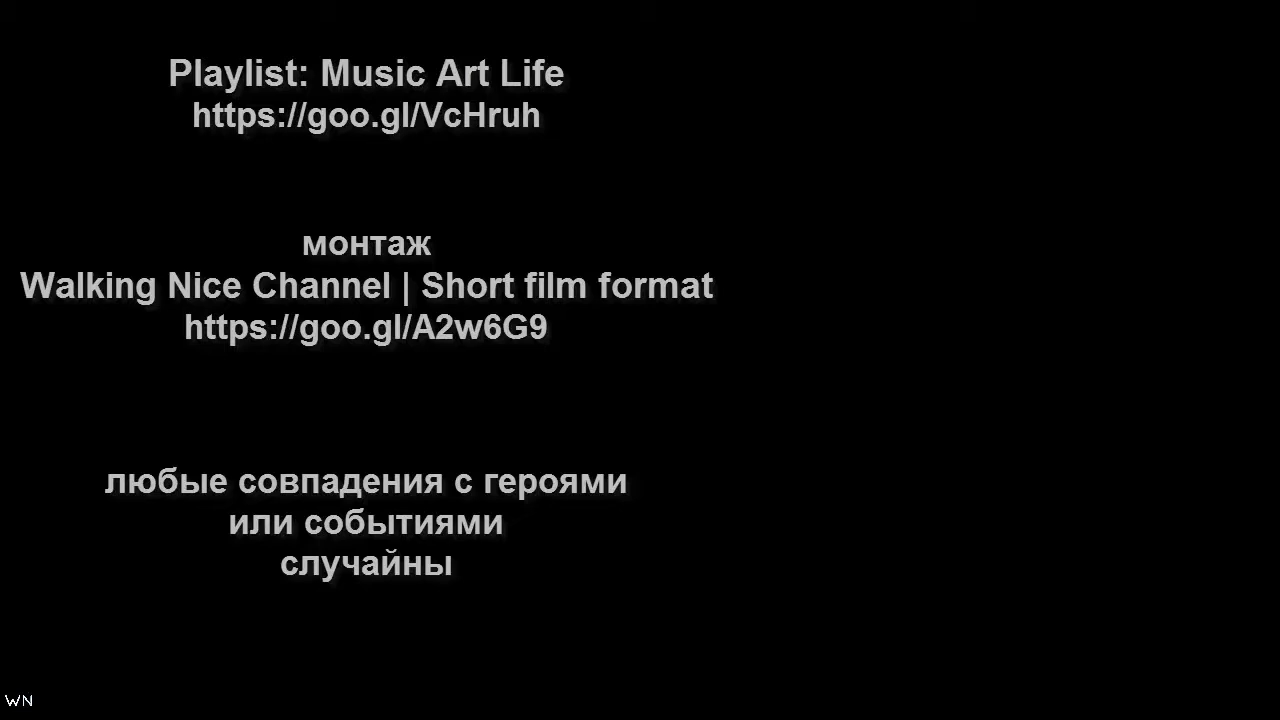 Playlist: Music Art Life
https://goo.gl/VcHruh
монтаж
Walking Nice Channel | Short film format
https://goo.gl/A2w6G9
любые совпадения с героями
или событиями
случайны
WN